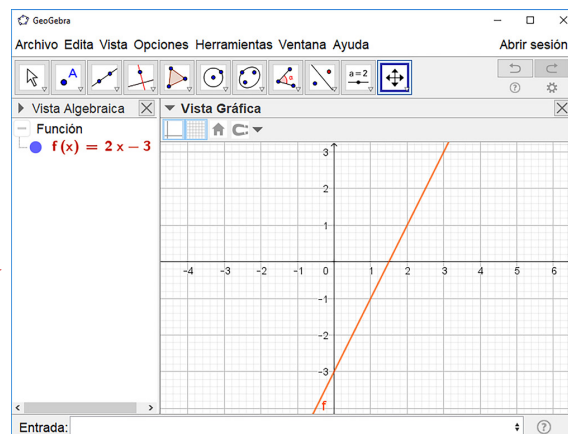 GeoGebra
Archivo Edita Vista Opciones Herramientas Ventana Ayuda
Abrir sesión
A
α
a=2
Vista Algebraica
Función
f(x) = 2 x − 3
Vista Gráfica
3
2
1
-4 -3 -2 -1 0 1 2 3 4 5 6
-1
-2
-3
f
Entrada: